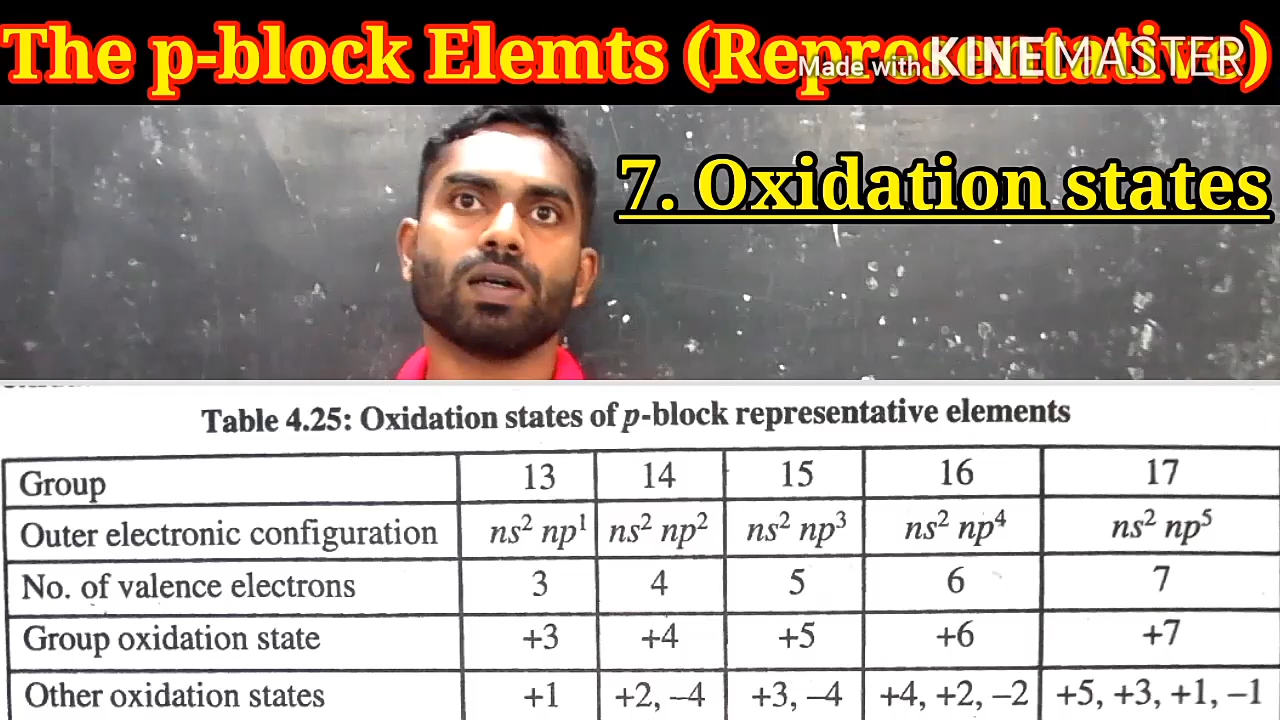 The p-block Elemts (Representative)
Made with KINEMASTER
7. Oxidation states
Table 4.25: Oxidation states of p-block representative elements
Group 13 14 15 16 17
Outer electronic configuration ns² np¹ ns² np² ns² np³ ns² np⁴ ns² np⁵
No. of valence electrons 3 4 5 6 7
Group oxidation state +3 +4 +5 +6 +7
Other oxidation states +1 +2, –4 +3, –4 +4, +2, –2 +5, +3, +1, –1